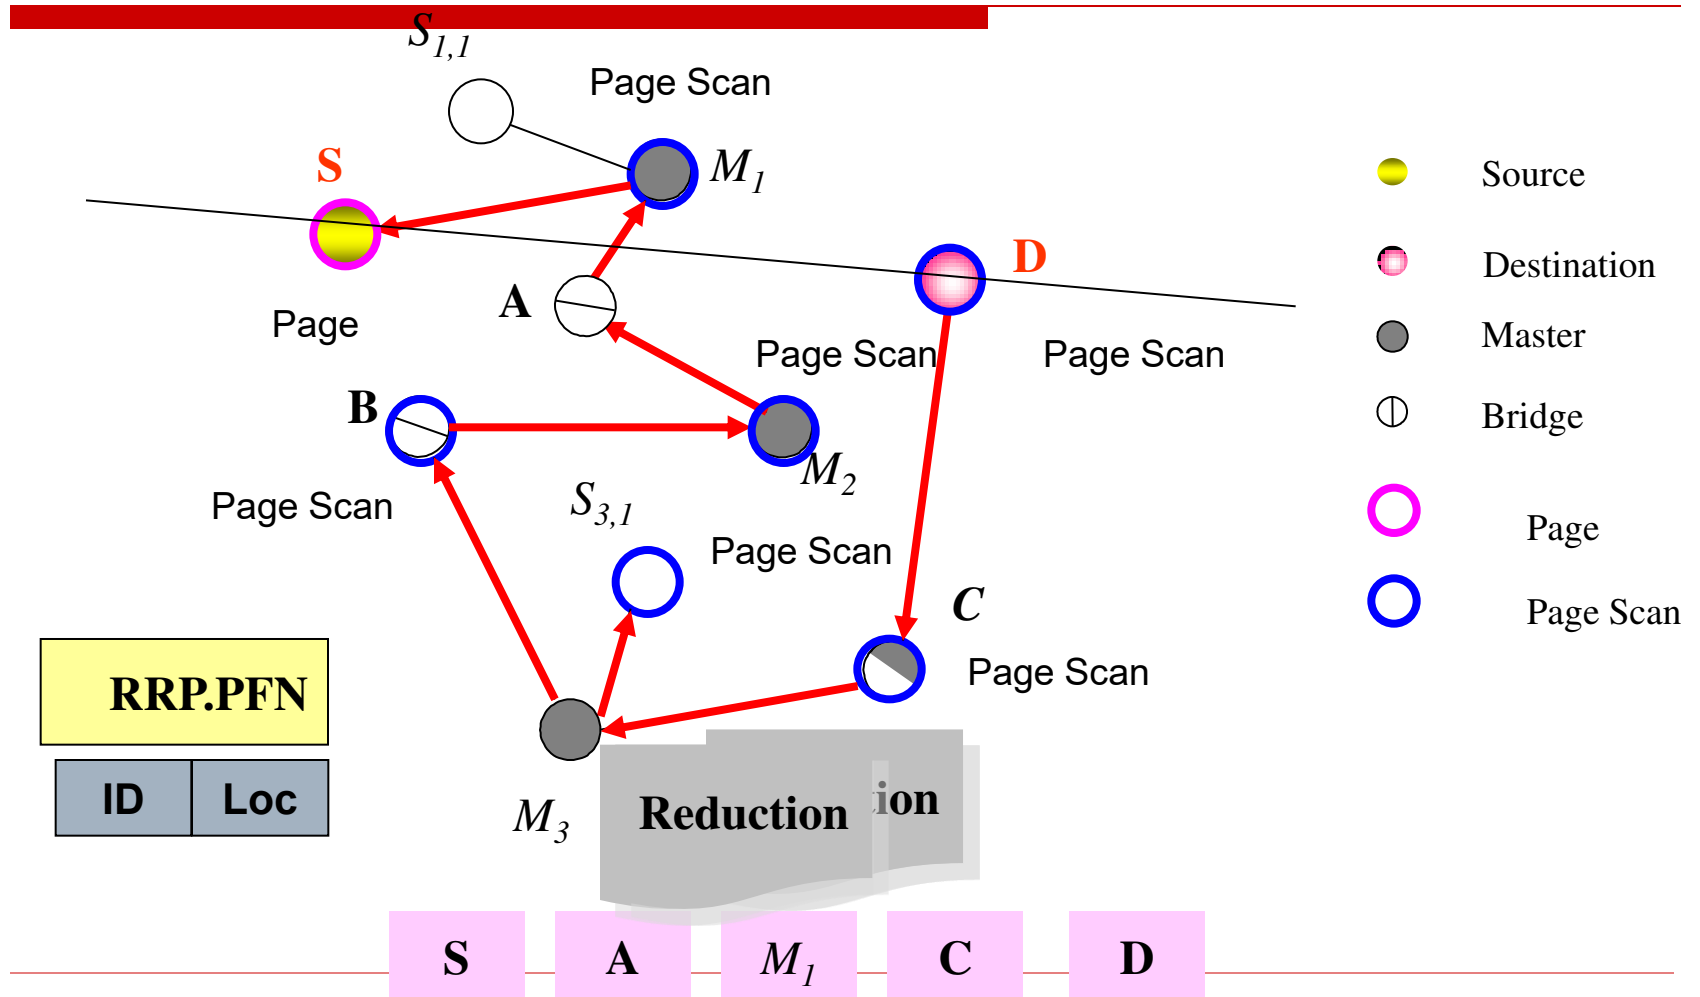 S1,1
Page Scan
S
M1
Source
D
Destination
A
Page
Page Scan
Page Scan
Master
B
M2
Bridge
Page Scan
S3,1
Page Scan
Page
C
Page Scan
Page Scan
RRP.PFN
ID Loc
M3
Reduction
ion
S A M1 C D